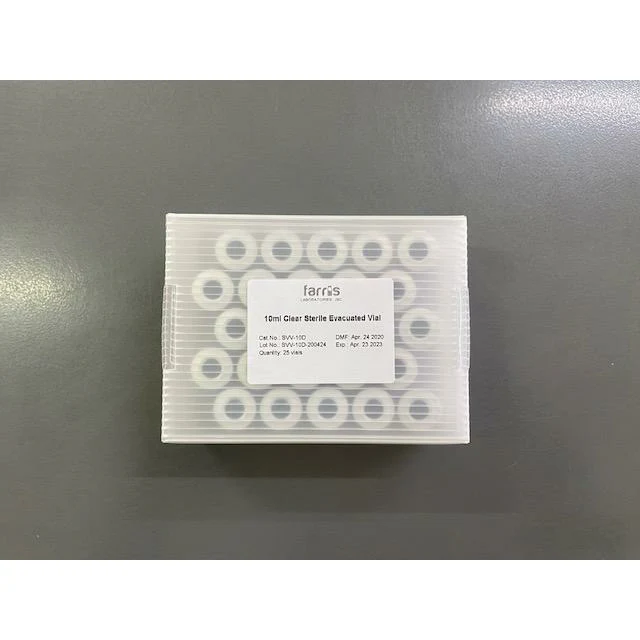 farris
LABORATORIES, INC.
10ml Clear Sterile Evacuated Vial
Cat No.: SVV-10D DMF: Apr. 24 2020
Lot No.: SVV-10D-200424 Exp.: Apr. 23 2023
Quantity: 25 vials